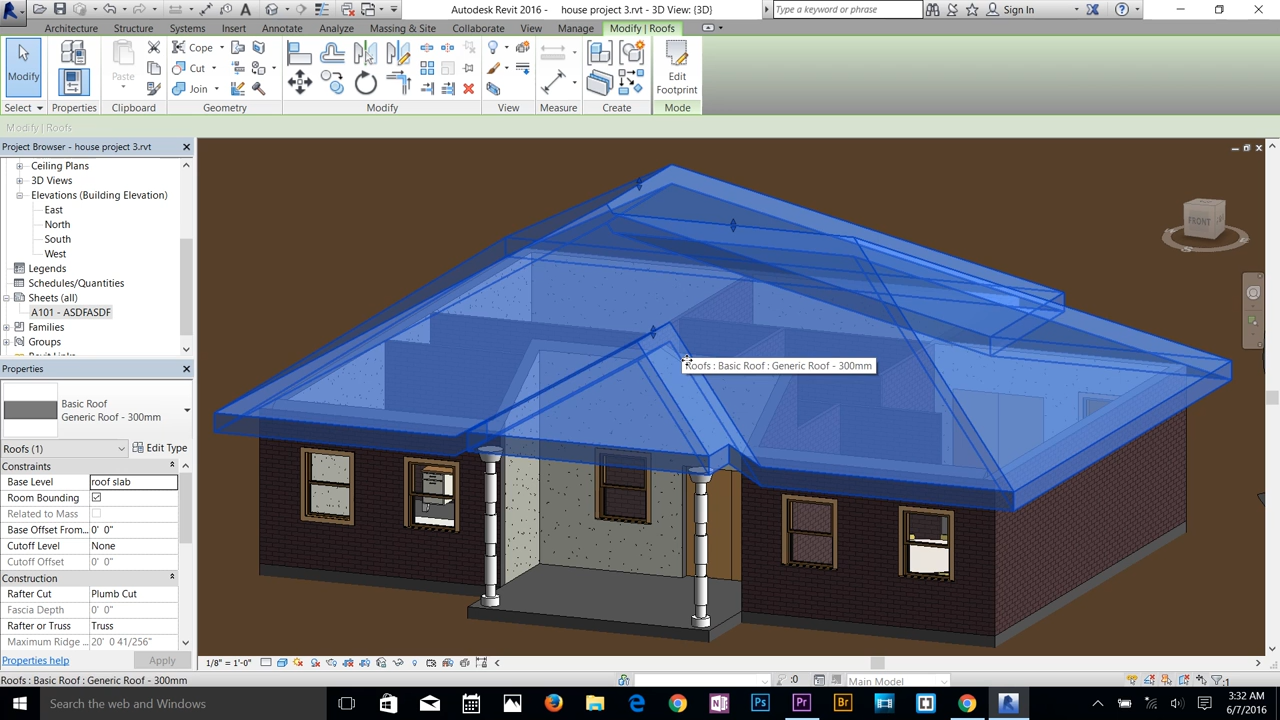 Autodesk Revit 2016 - house project 3.rvt - 3D View: {3D}
Type a keyword or phrase
Sign In
Architecture Structure Systems Insert Annotate Analyze Massing & Site Collaborate View Manage Modify | Roofs
Modify
Paste
Cope
Cut
Join
Edit
Footprint
Select Properties Clipboard Geometry Modify View Measure Create Mode
Modify | Roofs
Project Browser - house project 3.rvt
Ceiling Plans
3D Views
Elevations (Building Elevation)
East
North
South
West
Legends
Schedules/Quantities
Sheets (all)
A101 - ASDFASDF
Families
Groups
Revit Links
Properties
Basic Roof
Generic Roof - 300mm
Roofs (1)
Edit Type
Constraints
Base Level roof slab
Room Bounding
Related to Mass
Base Offset From... 0' 0"
Cutoff Level None
Cutoff Offset 0' 0"
Construction
Rafter Cut Plumb Cut
Fascia Depth 0' 0"
Rafter or Truss Truss
Maximum Ridge ... 20' 0 41/256"
Properties help
Apply
FRONT
Roofs : Basic Roof : Generic Roof - 300mm
1/8" = 1'-0"
Roofs : Basic Roof : Generic Roof - 300mm
:0
Main Model
:1
Search the web and Windows
3:32 AM
6/7/2016